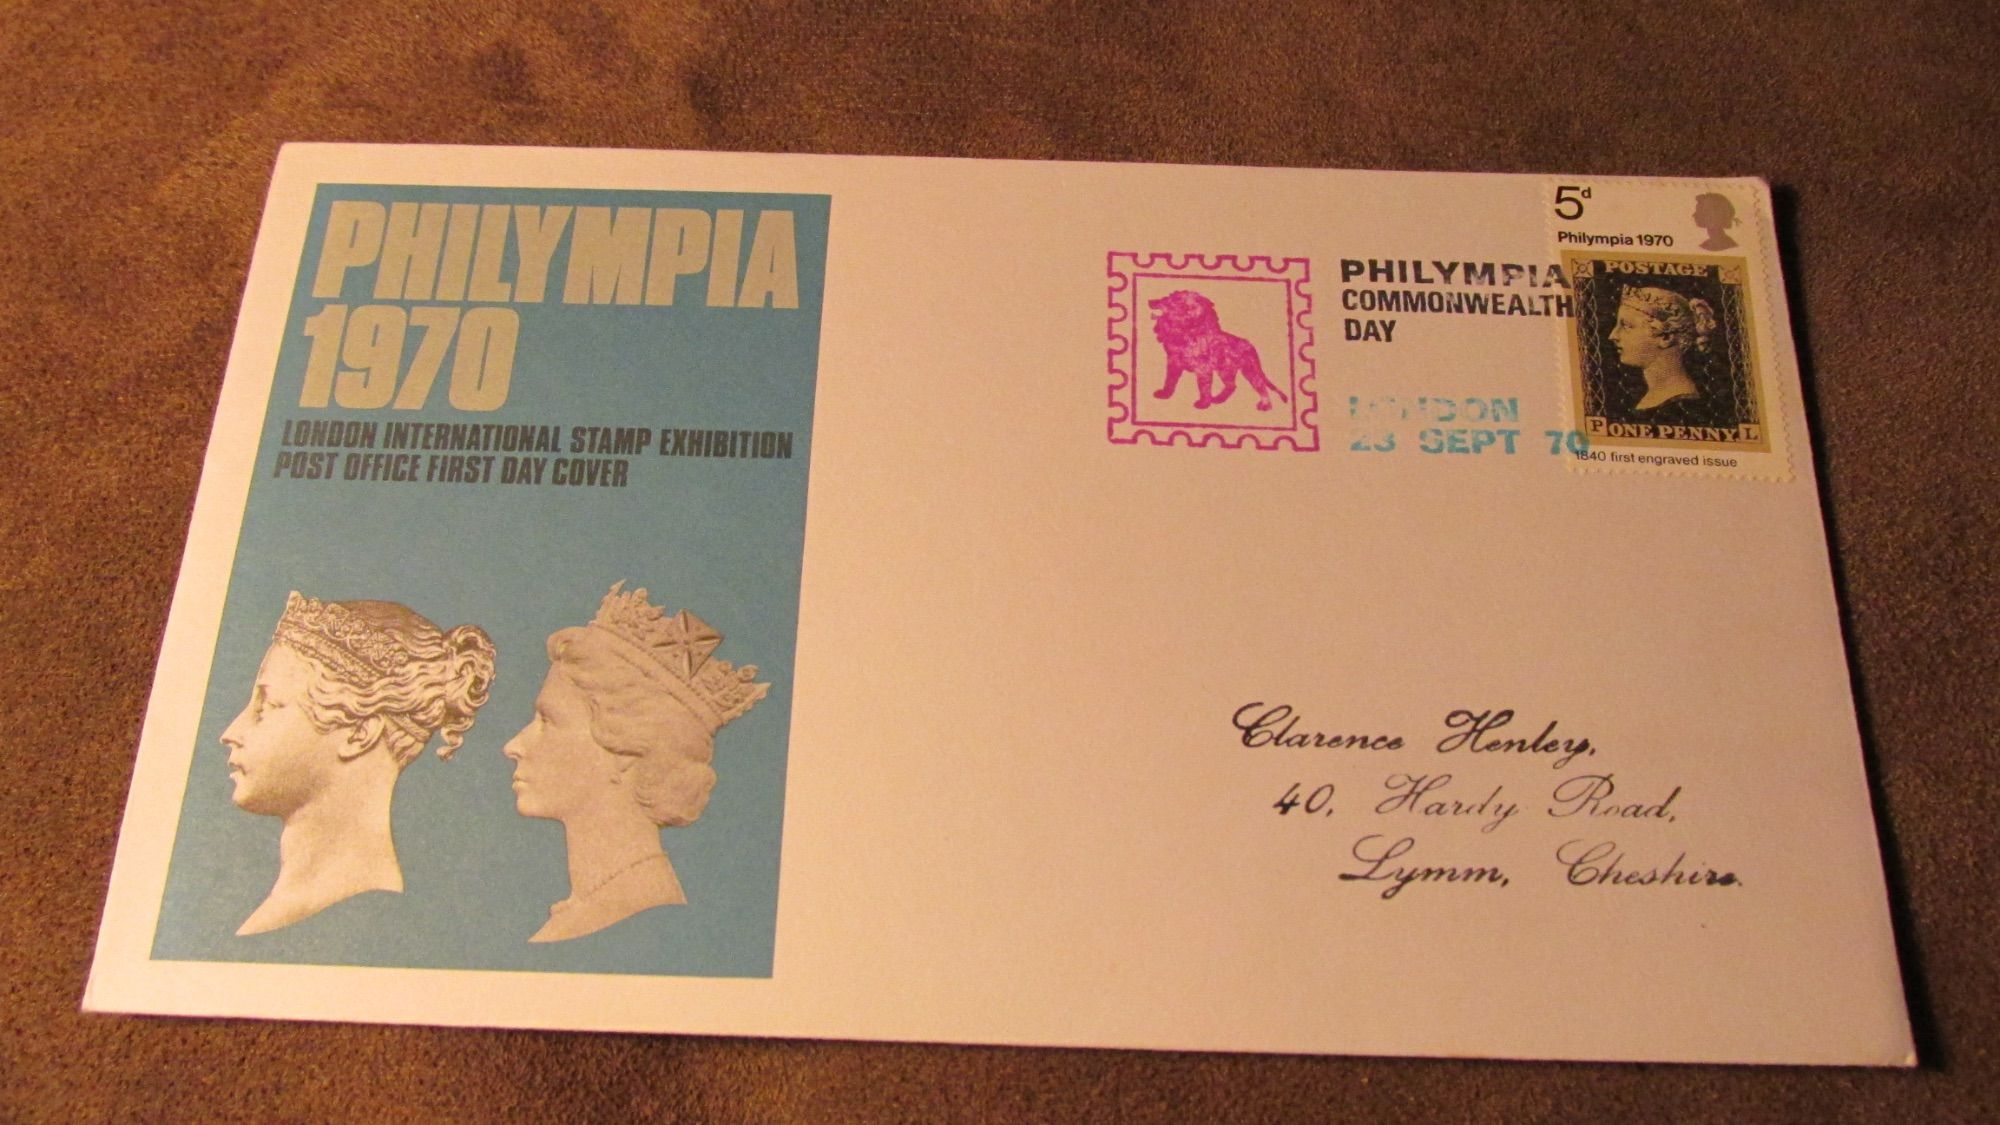 PHILYMPIA
1970
LONDON INTERNATIONAL STAMP EXHIBITION
POST OFFICE FIRST DAY COVER
PHILYMPIA
COMMONWEALTH
DAY
LONDON
23 SEPT 70
5d
Philympia 1970
POSTAGE
P ONE PENNY L
1840 first engraved issue
Clarence Henley,
40, Hardy Road,
Lymm, Cheshire.